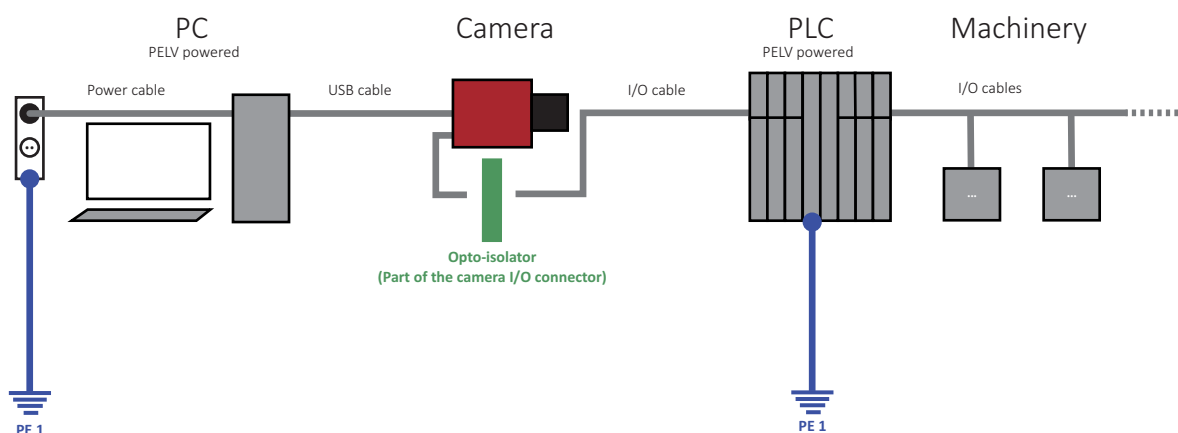 PC
PELV powered
Camera
PLC
PELV powered
Machinery
Power cable
USB cable
I/O cable
I/O cables
...
...
Opto-isolator
(Part of the camera I/O connector)
PE 1
PE 1